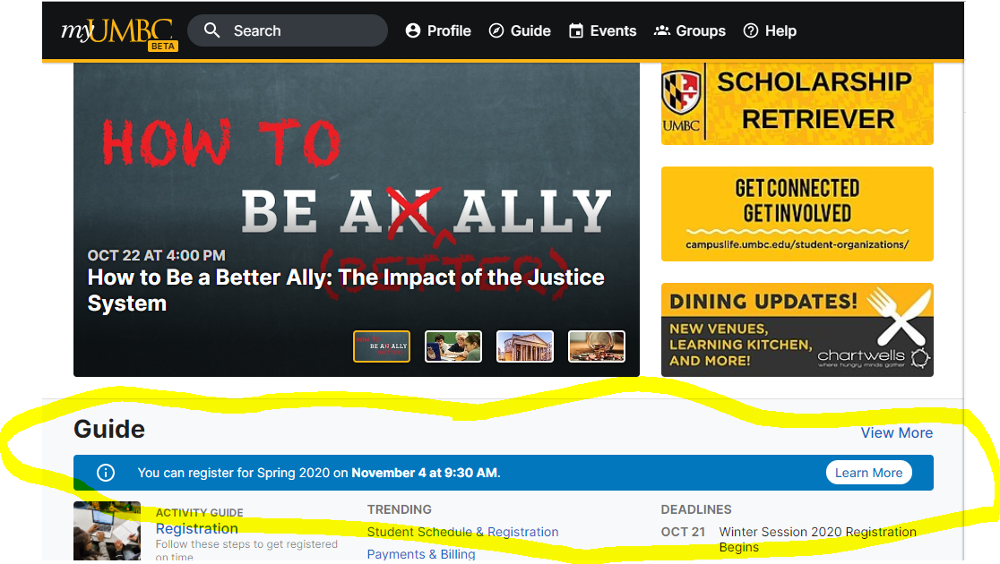 myUMBC
BETA
Search
Profile
Guide
Events
Groups
Help
HOW TO
BE AN ALLY
(BETTER)
OCT 22 AT 4:00 PM
How to Be a Better Ally: The Impact of the Justice
System
BE AN ALLY
UMBC
SCHOLARSHIP
RETRIEVER
GET CONNECTED
GET INVOLVED
campuslife.umbc.edu/student-organizations/
DINING UPDATES!
NEW VENUES,
LEARNING KITCHEN,
AND MORE!
chartwells
where hungry minds gather
Guide
View More
You can register for Spring 2020 on November 4 at 9:30 AM.
Learn More
ACTIVITY GUIDE
Registration
Follow these steps to get registered
on time
TRENDING
Student Schedule & Registration
Payments & Billing
DEADLINES
OCT 21 Winter Session 2020 Registration
Begins